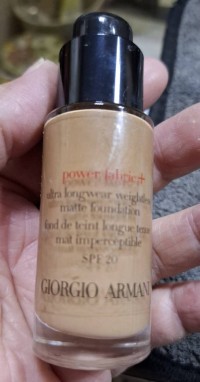 power fabric+
ultra longwear weightless
matte foundation
fond de teint longue tenue
mat imperceptible
SPF 20
GIORGIO ARMANI